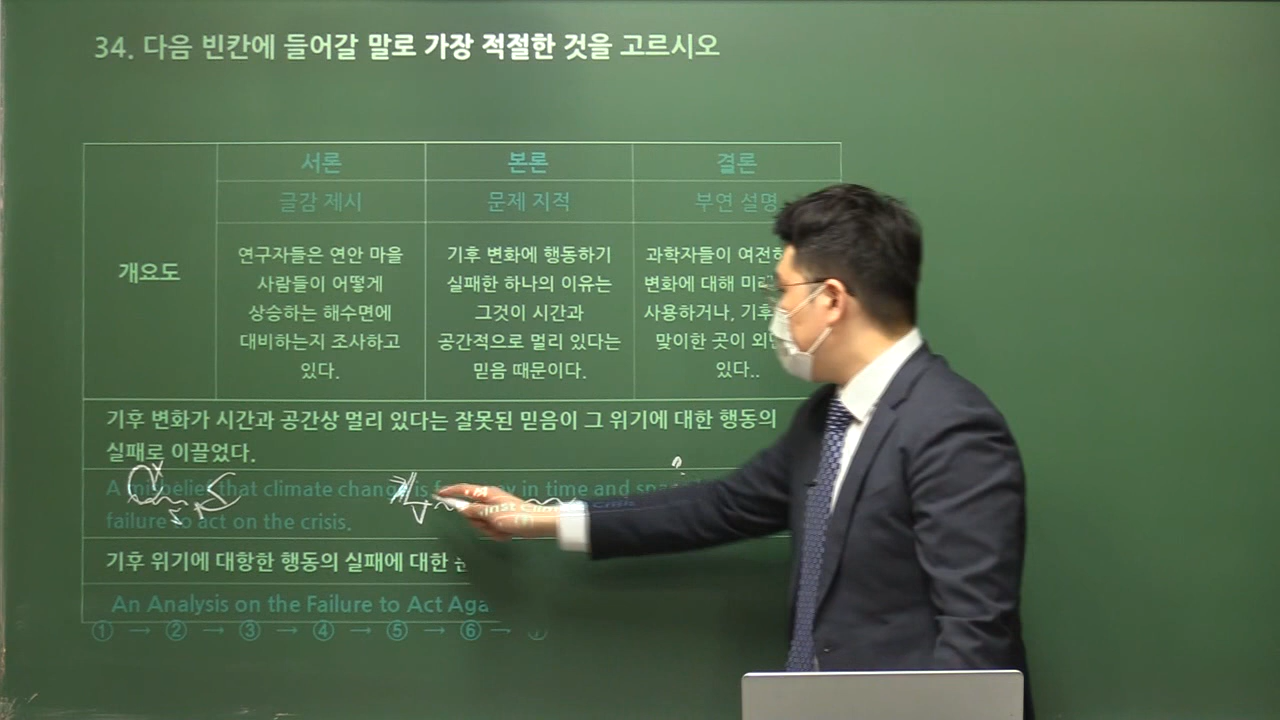 34. 다음 빈칸에 들어갈 말로 가장 적절한 것을 고르시오
서론 본론 결론
글감 제시 문제 지적 부연 설명
개요도
연구자들은 연안 마을
사람들이 어떻게
상승하는 해수면에
대비하는지 조사하고
있다.
기후 변화에 행동하기
실패한 하나의 이유는
그것이 시간과
공간적으로 멀리 있다는
믿음 때문이다.
과학자들이
변화에 대해
사용하거나,
맞이한 곳이
있다..
기후 변화가 시간과 공간상 멀리 있다는 잘못된 믿음이 그 위기에 대한 행동의
실패로 이끌었다.
that climate change is in time and
failure to act on the crisis.
기후 위기에 대항한 행동의 실패에 대한
An Analysis on the Failure to Act
① → ② → ③ → ④ → ⑤ → ⑥ →